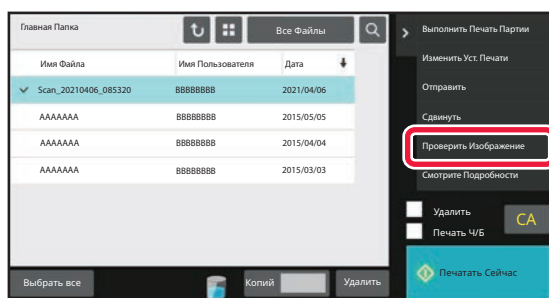 Главная Папка
Все Файлы
Имя Файла Имя Пользователя Дата
Scan_20210406_085320 BBBBBBBB 2021/04/06
AAAAAAA BBBBBBBB 2015/05/05
AAAAAAA BBBBBBBB 2015/04/04
AAAAAAA BBBBBBBB 2015/03/03
Выбрать все
Копий
Удалить
Выполнить Печать Партии
Изменить Уст. Печати
Отправить
Сдвинуть
Проверить Изображение
Смотрите Подробности
Удалить
Печать Ч/Б
CA
Печатать Сейчас